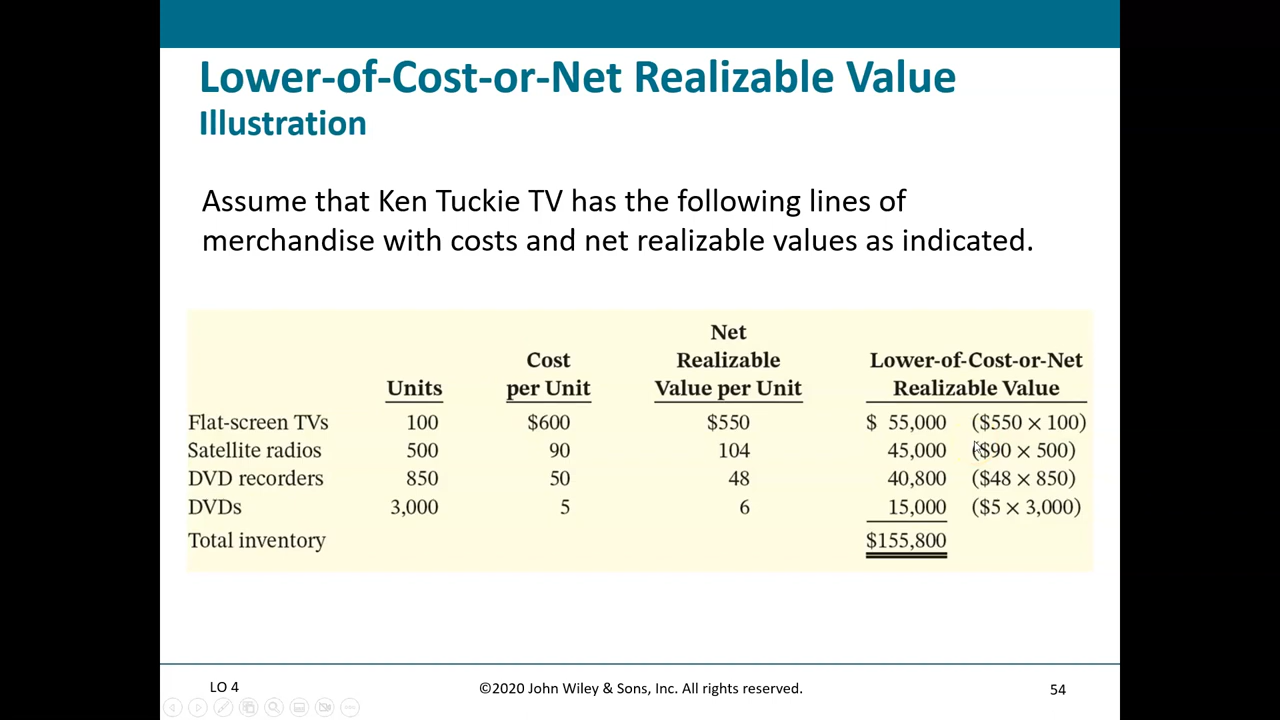 Lower-of-Cost-or-Net Realizable Value
Illustration
Assume that Ken Tuckie TV has the following lines of
merchandise with costs and net realizable values as indicated.
Net
Cost Realizable Lower-of-Cost-or-Net
Units per Unit Value per Unit Realizable Value
Flat-screen TVs 100 $600 $550 $ 55,000 ($550 × 100)
Satellite radios 500 90 104 45,000 ($90 × 500)
DVD recorders 850 50 48 40,800 ($48 × 850)
DVDs 3,000 5 6 15,000 ($5 × 3,000)
Total inventory $155,800
LO 4 ©2020 John Wiley & Sons, Inc. All rights reserved. 54